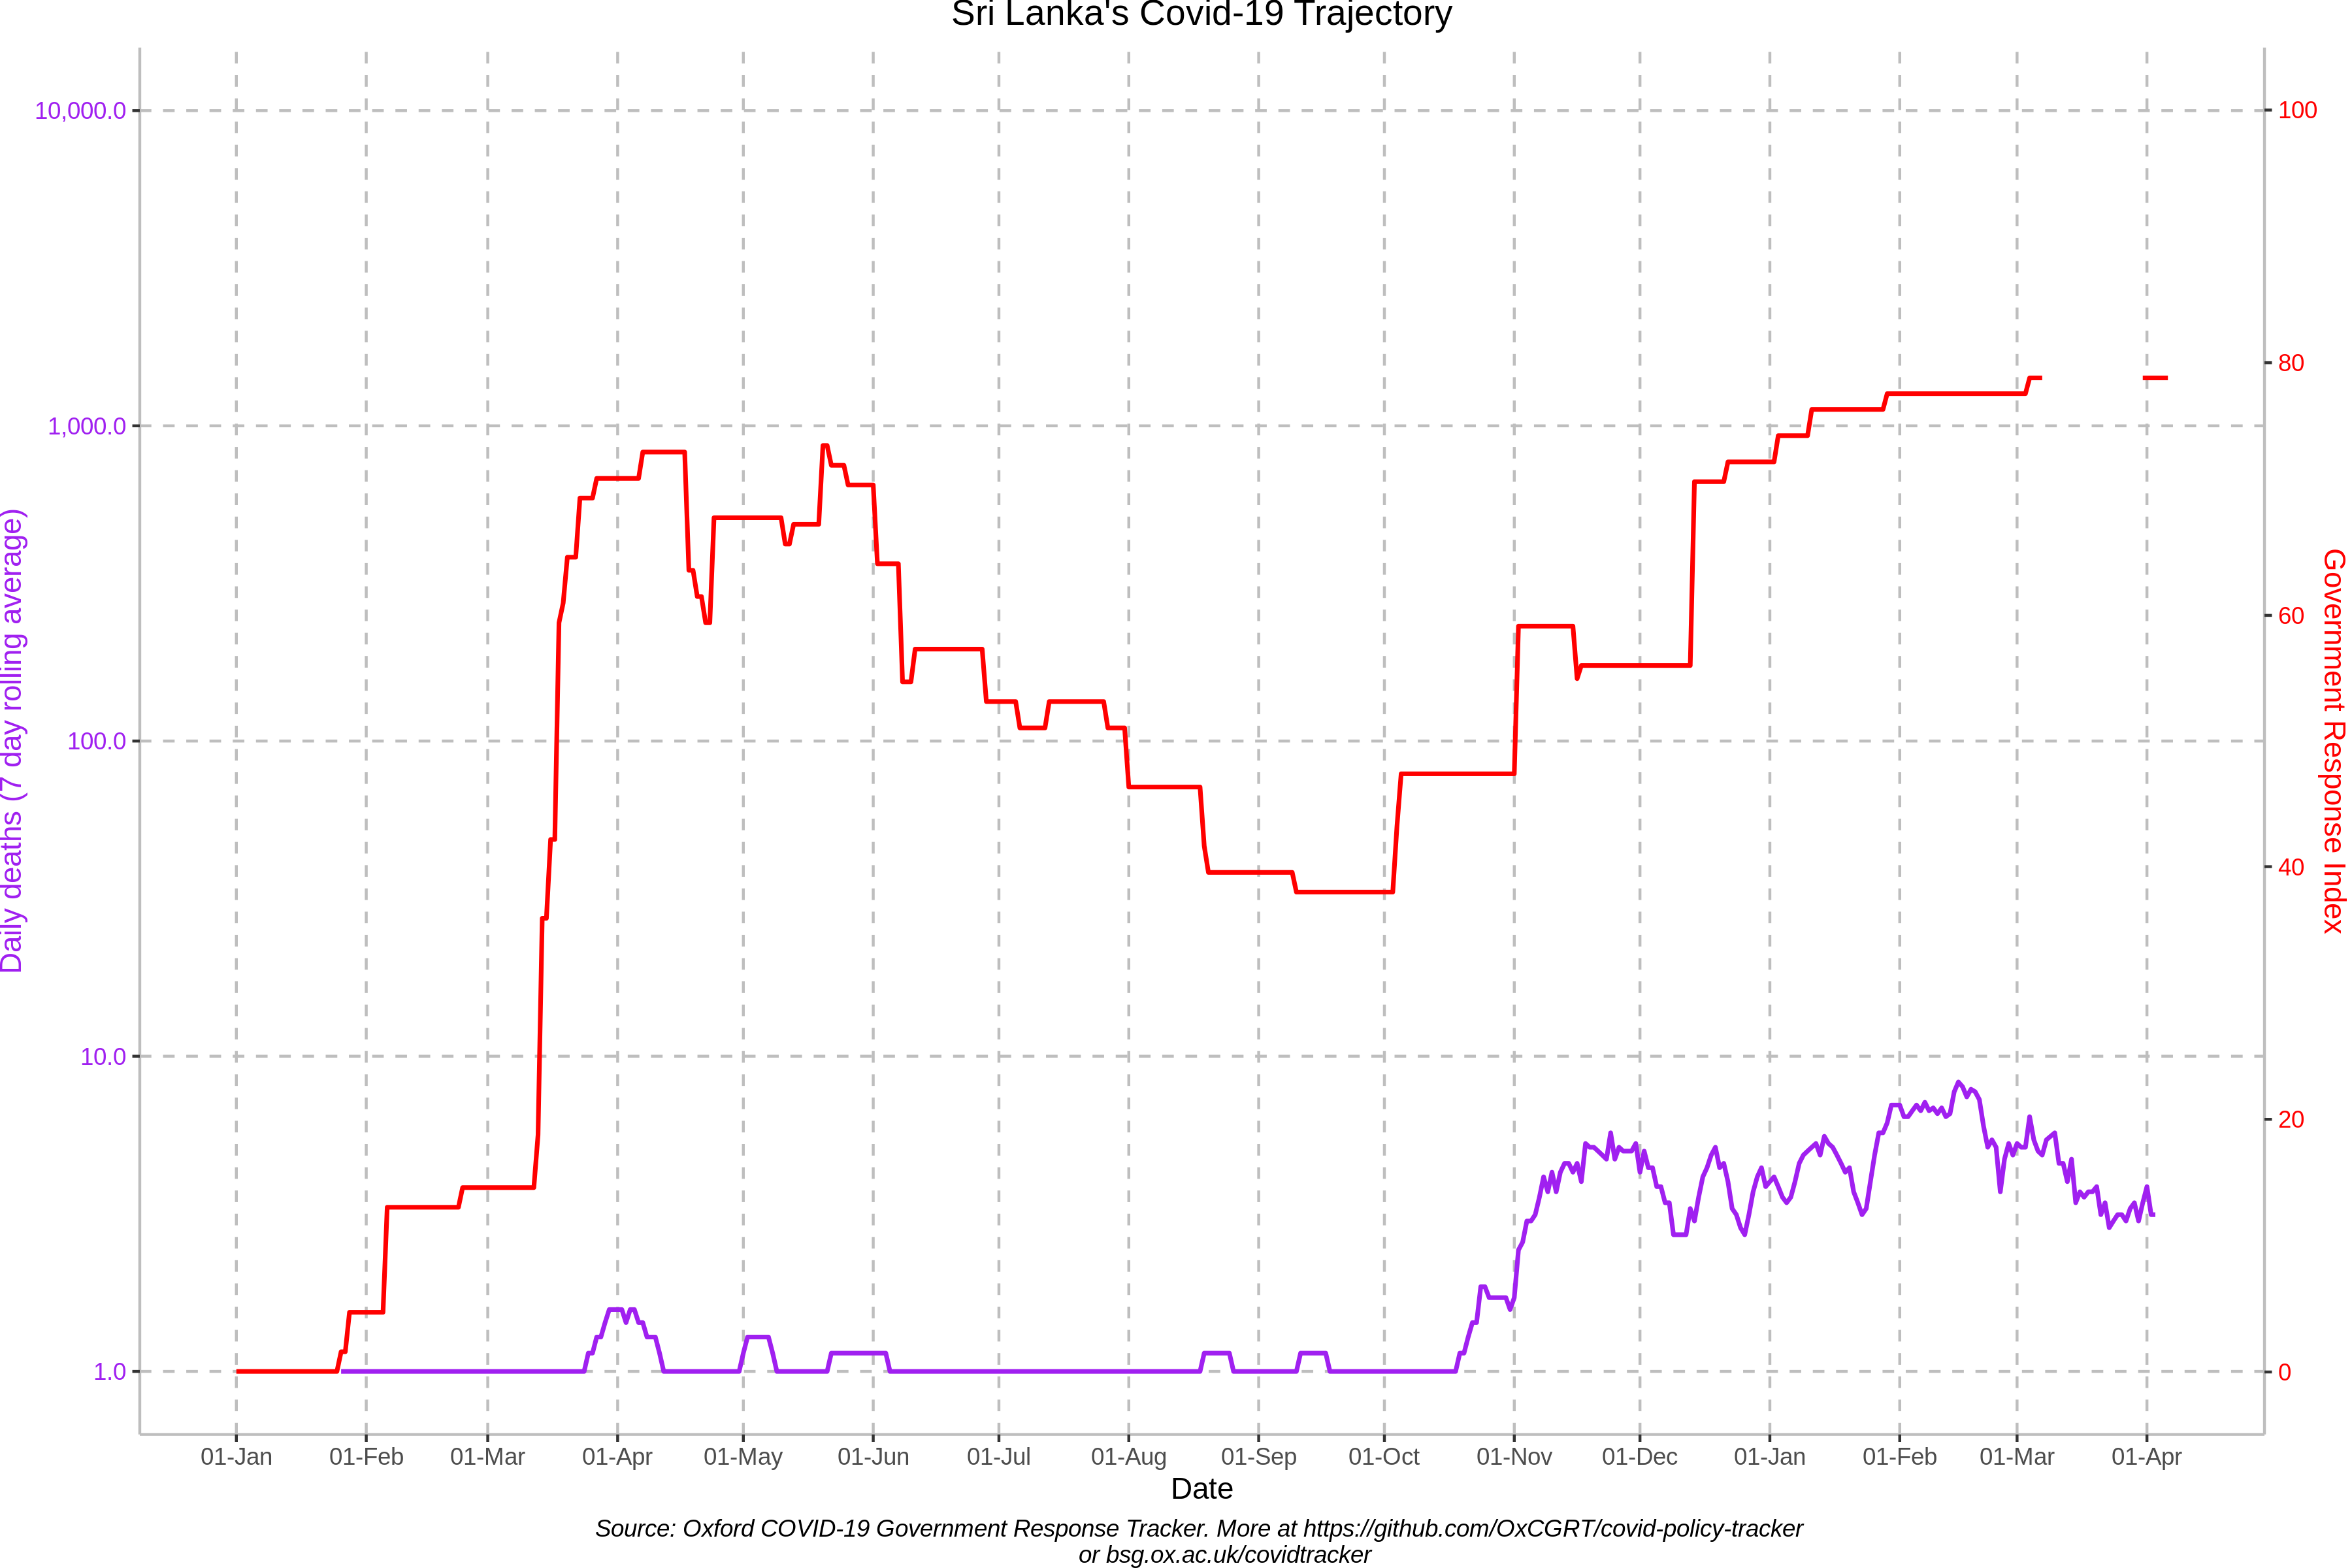 Sri Lanka's Covid-19 Trajectory
10,000.0
1,000.0
100.0
10.0
1.0
Daily deaths (7 day rolling average)
100
80
60
40
20
0
Government Response Index
01-Jan
01-Feb
01-Mar
01-Apr
01-May
01-Jun
01-Jul
01-Aug
01-Sep
01-Oct
01-Nov
01-Dec
01-Jan
01-Feb
01-Mar
01-Apr
Date
Source: Oxford COVID-19 Government Response Tracker. More at https://github.com/OxCGRT/covid-policy-tracker
or bsg.ox.ac.uk/covidtracker